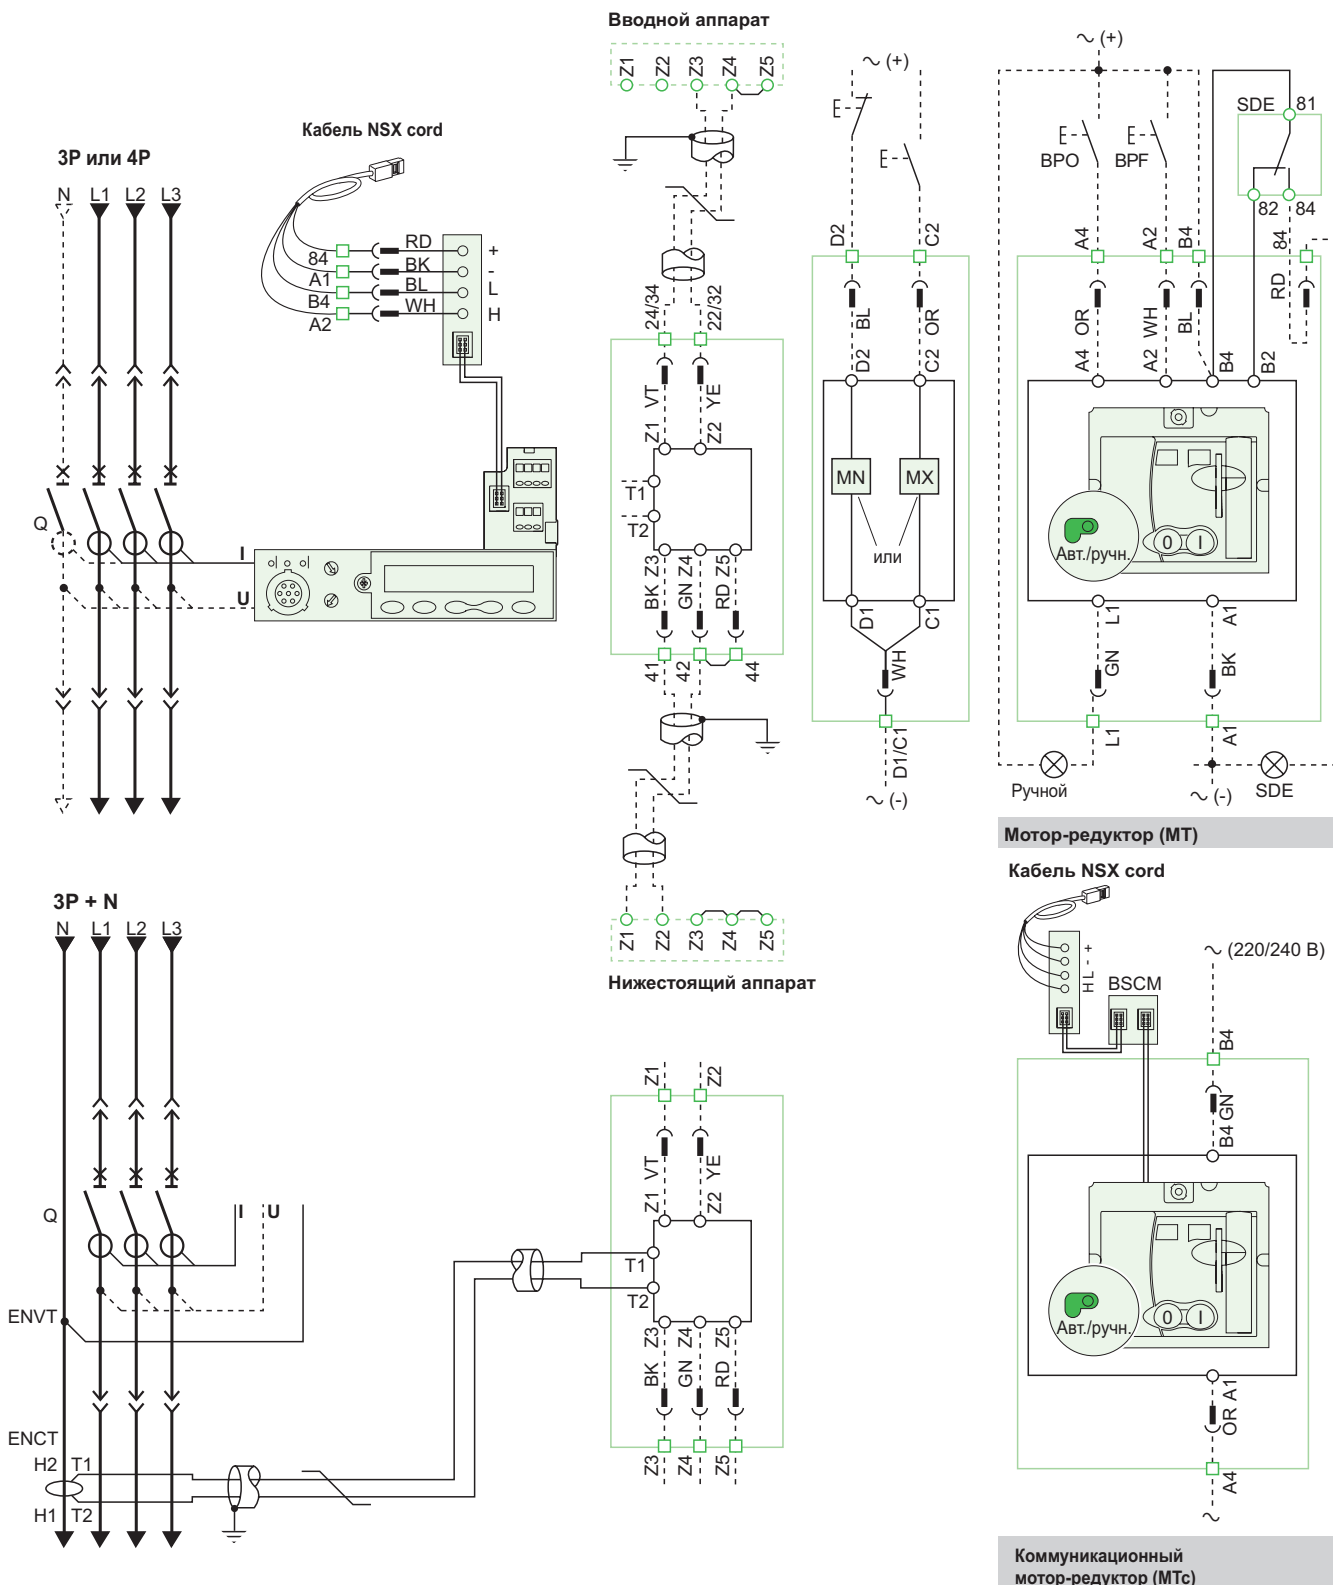 Вводной аппарат
Z1 Z2 Z3 Z4 Z5
Кабель NSX cord
3P или 4P
N L1 L2 L3
84 RD +
A1 BK -
B4 BL L
A2 WH H
Q
I
U
24/34 22/32
VT YE
Z1 Z2
T1
T2
Z3 Z4 Z5
BK GN RD
41 42 44
Z1 Z2 Z3 Z4 Z5
Нижестоящий аппарат
~ (+)
D2 C2
BL OR
D2 C2
MN MX
или
D1 C1
WH
D1/C1
~ (-)
~ (+)
SDE 81
BPO BPF
82 84
A4 A2 B4 84
OR WH BL RD
A4 A2 B4 B2
Авт./ручн.
0 I
L1 A1
GN BK
L1 A1
Ручной
~ (-)
SDE
Мотор-редуктор (MT)
Кабель NSX cord
+
-
L
H
BSCM
~ (220/240 В)
B4
GN
B4
Авт./ручн.
0 I
A1
OR
A4
~
Коммуникационный
мотор-редуктор (MTc)
3P + N
N L1 L2 L3
Q
I U
ENVT
ENCT
H2 T1
H1 T2
Z1 Z2
VT YE
Z1 Z2
T1
T2
Z3 Z4 Z5
BK GN RD
Z3 Z4 Z5